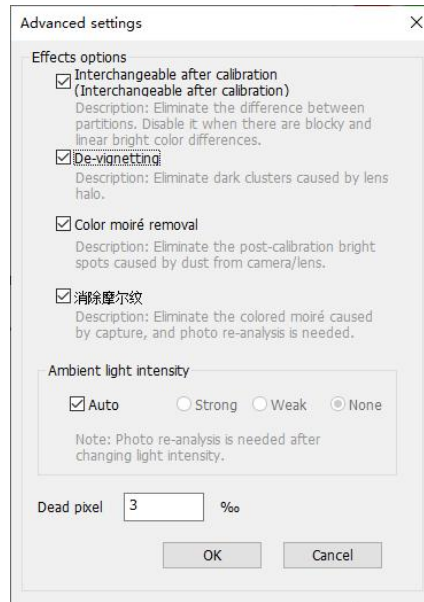 Advanced settings
Effects options
Interchangeable after calibration
(Interchangeable after calibration)
Description: Eliminate the difference between
partitions. Disable it when there are blocky and
linear bright color differences.
De-vignetting
Description: Eliminate dark clusters caused by lens
halo.
Color moiré removal
Description: Eliminate the post-calibration bright
spots caused by dust from camera/lens.
消除摩尔纹
Description: Eliminate the colored moiré caused
by capture, and photo re-analysis is needed.
Ambient light intensity
Auto Strong Weak None
Note: Photo re-analysis is needed after
changing light intensity.
Dead pixel 3 ‰
OK Cancel